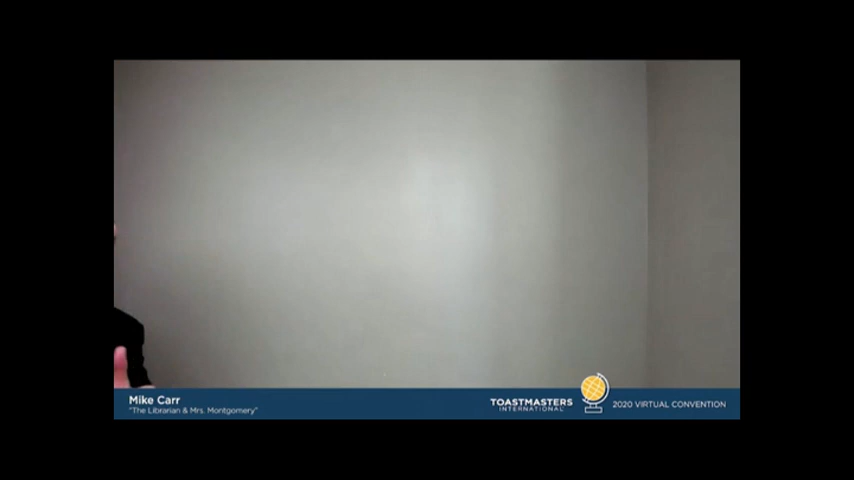 Mike Carr
"The Librarian & Mrs. Montgomery"
TOASTMASTERS
INTERNATIONAL
2020 VIRTUAL CONVENTION